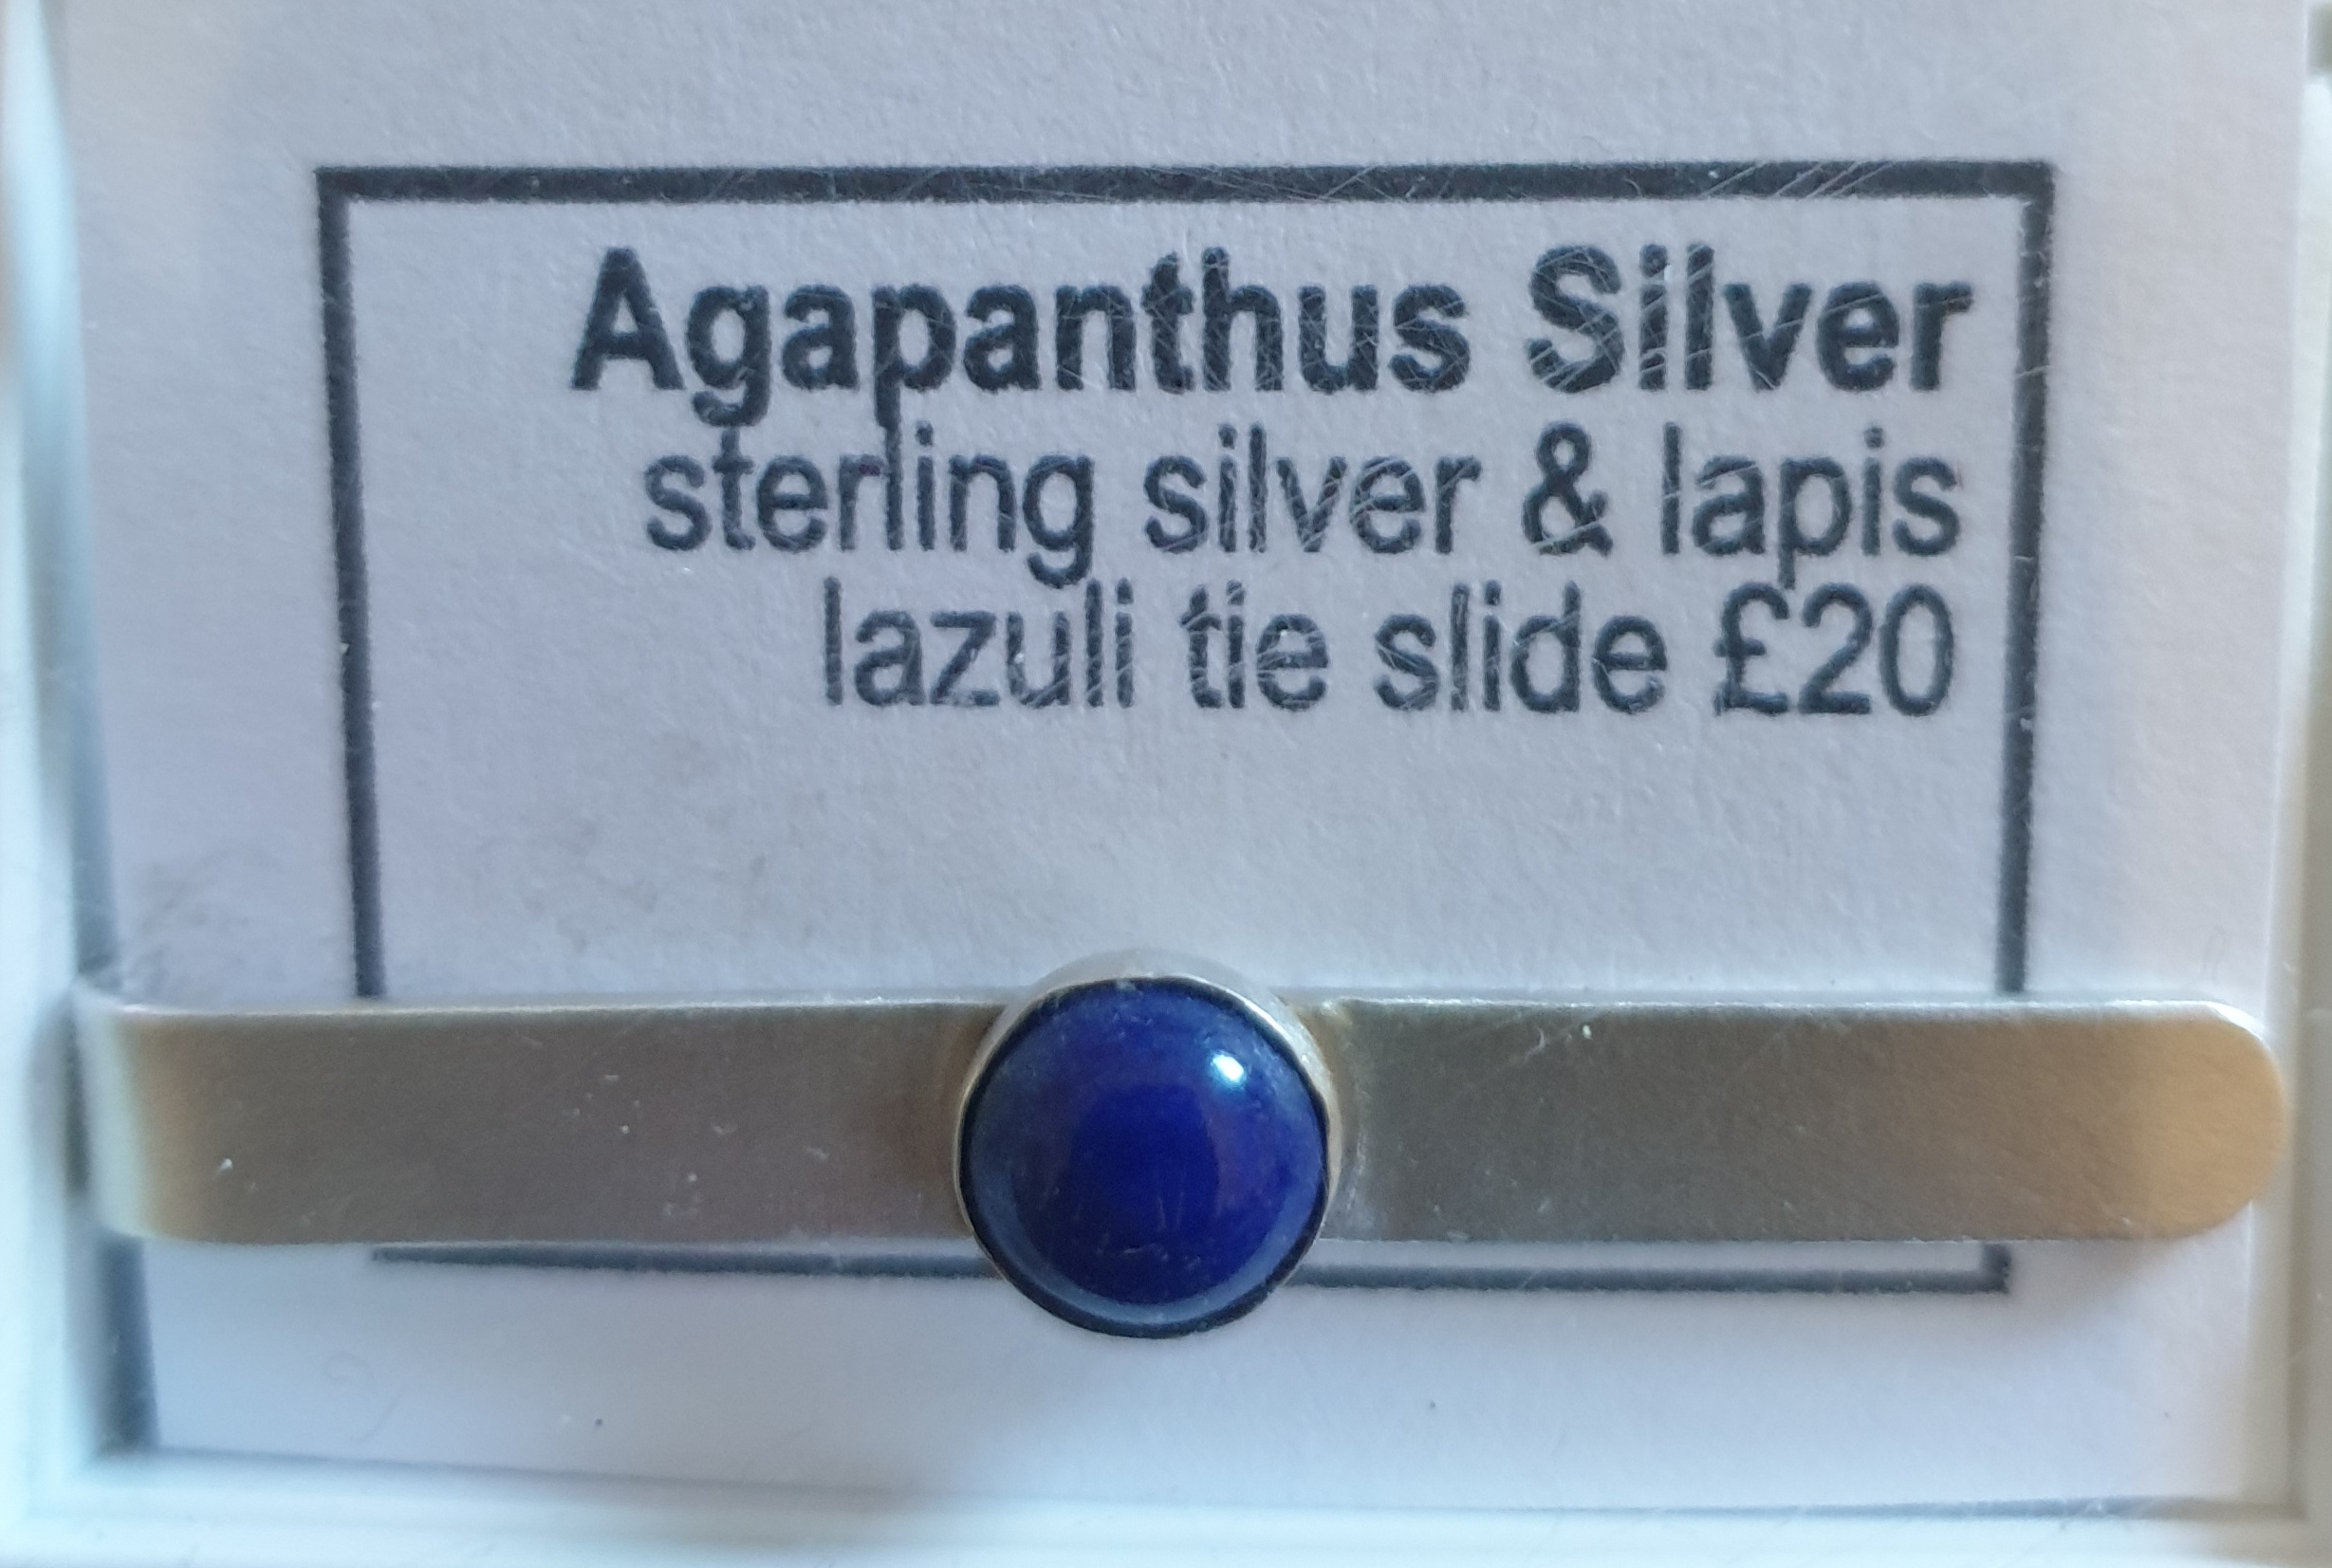 Agapanthus Silver
sterling silver & lapis
lazuli tie slide £20